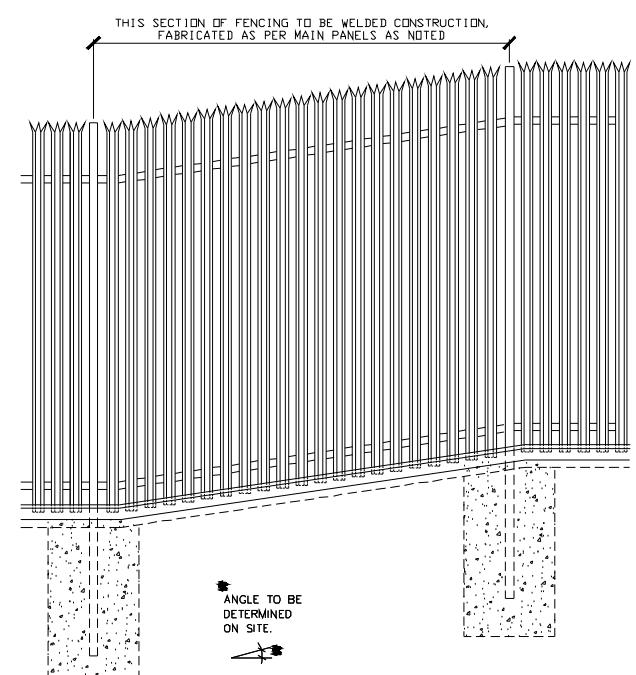 THIS SECTION OF FENCING TO BE WELDED CONSTRUCTION,
FABRICATED AS PER MAIN PANELS AS NOTED
ANGLE TO BE
DETERMINED
ON SITE.